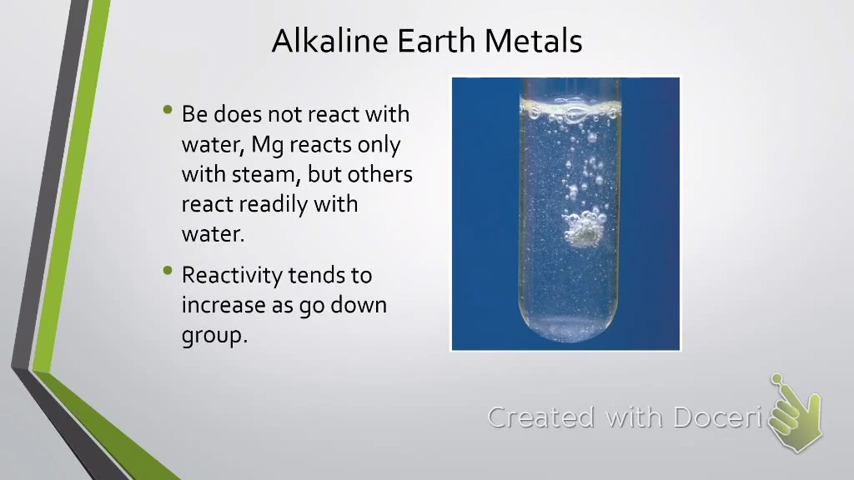 Alkaline Earth Metals
Be does not react with
water, Mg reacts only
with steam, but others
react readily with
water.
Reactivity tends to
increase as go down
group.
Created with Doceri